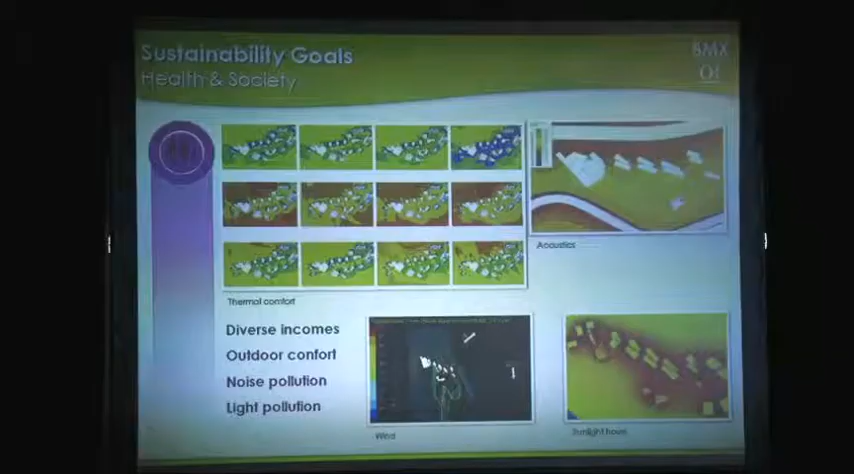 Sustainability Goals
Health & Society
BMX
01
Acoustics
Thermal comfort
Diverse incomes
Outdoor confort
Noise pollution
Light pollution
Wind
Sunlight hours